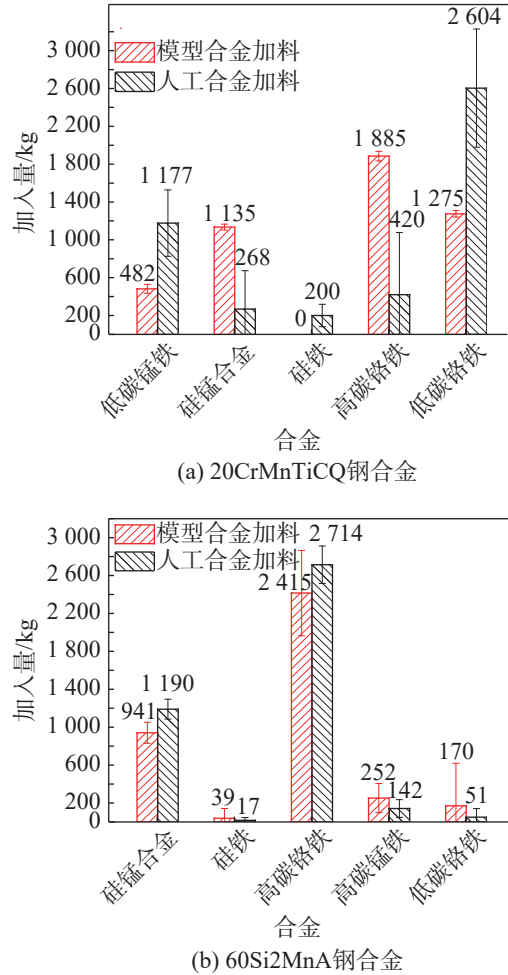 3 000
2 600
1 800
1 400
1 000
600
200
0
加入量/kg
模型合金加料
人工合金加料
482
1 177
1 135
268
0
200
1 885
420
1 275
2 604
低碳锰铁
硅锰合金
硅铁
高碳铬铁
低碳铬铁
合金
(a) 20CrMnTiCQ钢合金
3 000
2 600
1 800
1 400
1 000
600
200
0
加入量/kg
模型合金加料
人工合金加料
941
1 190
39
17
2 415
2 714
252
142
170
51
硅锰合金
硅铁
高碳铬铁
高碳锰铁
低碳铬铁
合金
(b) 60Si2MnA钢合金